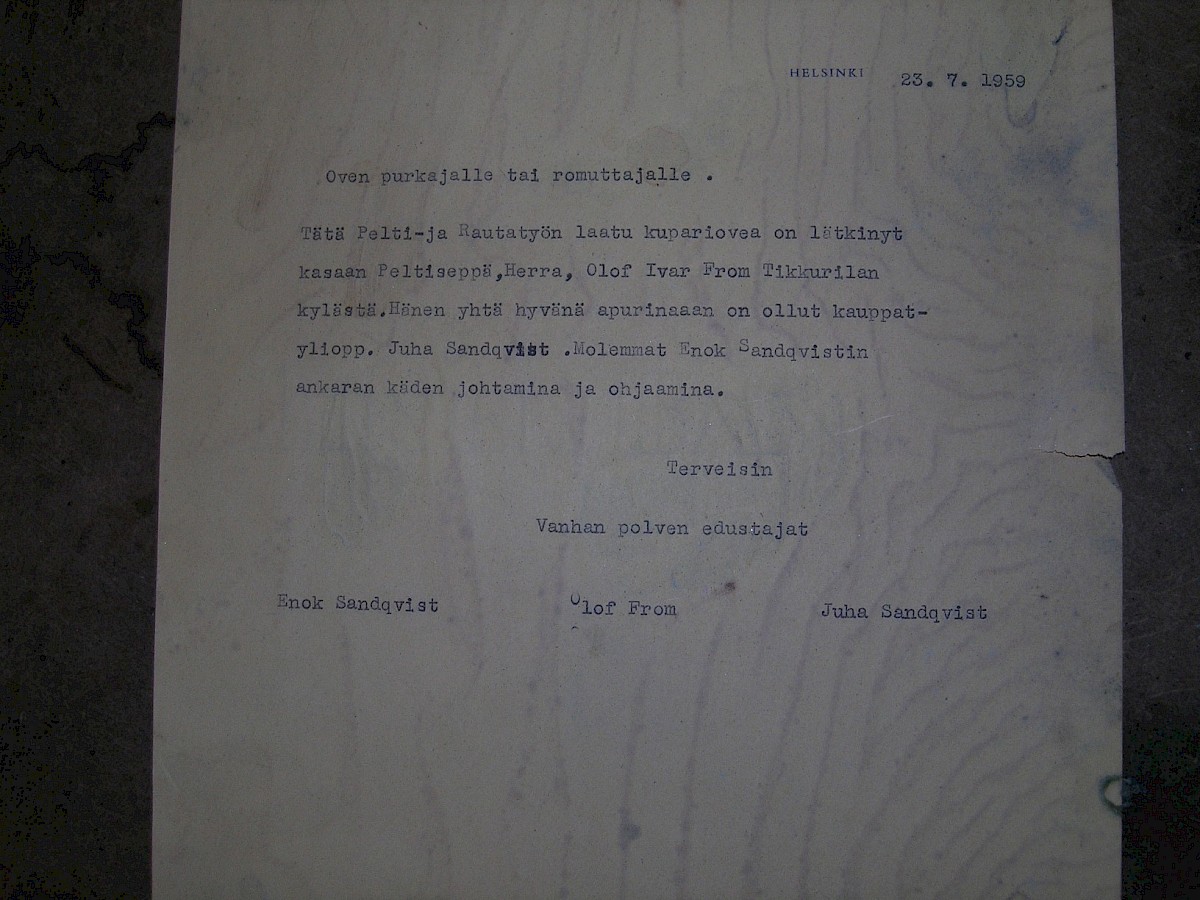 HELSINKI 23. 7. 1959
Oven purkajalle tai romuttajalle .
Tätä Pelti-ja Rautatyön laatu kupariovea on lätkinyt
kasaan Peltiseppä,Herra, Olof Ivar From Tikkurilan
kylästä.Hänen yhtä hyvänä apurinaaan on ollut kauppat-
yliopp. Juha Sandqvist .Molemmat Enok Sandqvistin
ankaran käden johtamina ja ohjaamina.
Terveisin
Vanhan polven edustajat
Enok Sandqvist Olof From Juha Sandqvist